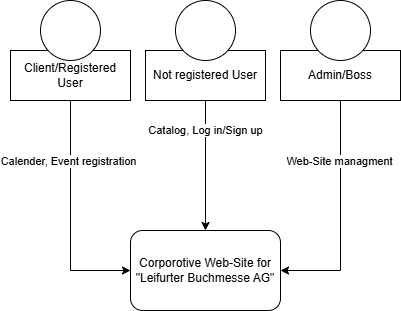 Client/Registered
User
Not registered User
Admin/Boss
Catalog, Log in/Sign up
Calender, Event registration
Web-Site managment
Corporotive Web-Site for
"Leifurter Buchmesse AG"